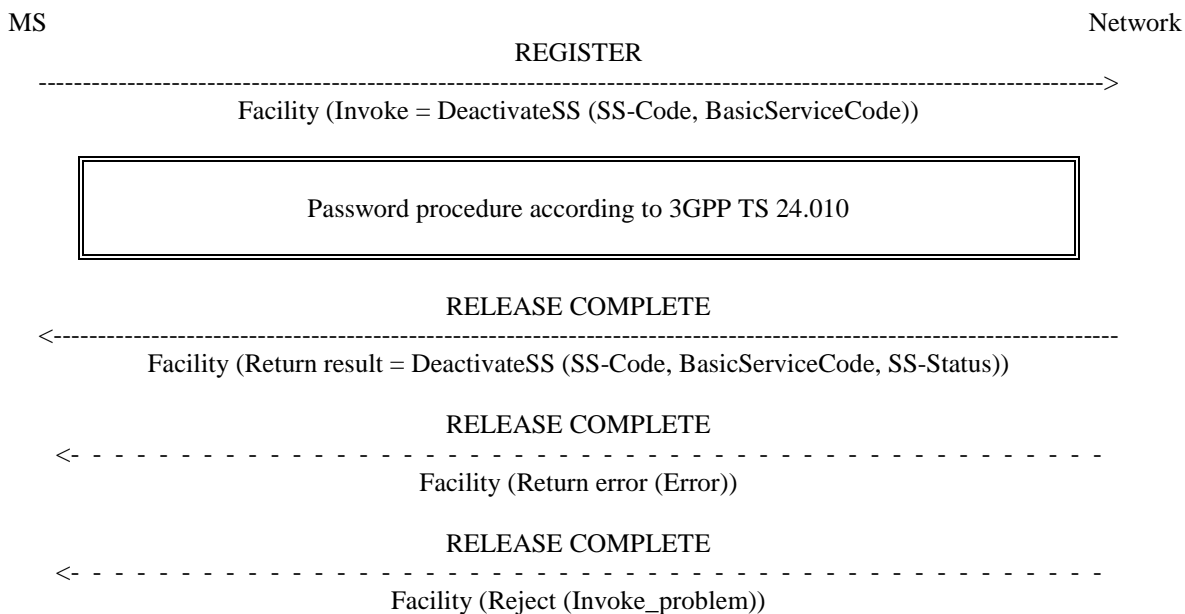 MS Network
REGISTER
Facility (Invoke = DeactivateSS (SS-Code, BasicServiceCode))
Password procedure according to 3GPP TS 24.010
RELEASE COMPLETE
Facility (Return result = DeactivateSS (SS-Code, BasicServiceCode, SS-Status))
RELEASE COMPLETE
Facility (Return error (Error))
RELEASE COMPLETE
Facility (Reject (Invoke_problem))